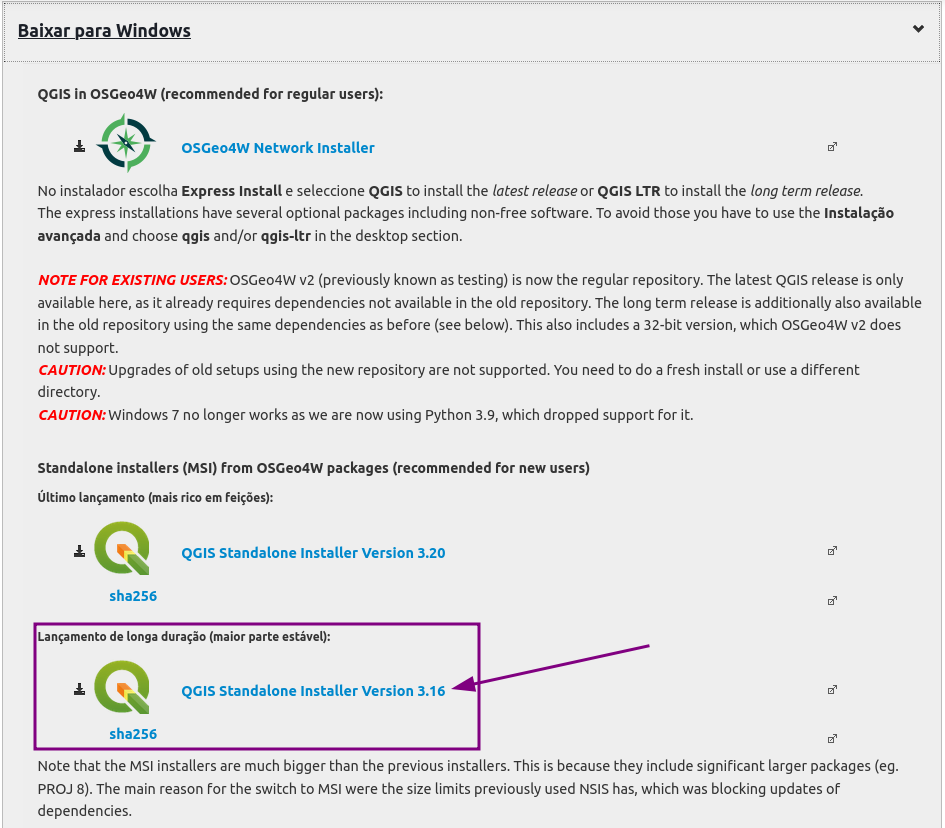 Baixar para Windows
QGIS in OSGeo4W (recommended for regular users):
OSGeo4W Network Installer
No instalador escolha Express Install e seleccione QGIS to install the latest release or QGIS LTR to install the long term release.
The express installations have several optional packages including non-free software. To avoid those you have to use the Instalação
avançada and choose qgis and/or qgis-ltr in the desktop section.
NOTE FOR EXISTING USERS: OSGeo4W v2 (previously known as testing) is now the regular repository. The latest QGIS release is only
available here, as it already requires dependencies not available in the old repository. The long term release is additionally also available
in the old repository using the same dependencies as before (see below). This also includes a 32-bit version, which OSGeo4W v2 does
not support.
CAUTION: Upgrades of old setups using the new repository are not supported. You need to do a fresh install or use a different
directory.
CAUTION: Windows 7 no longer works as we are now using Python 3.9, which dropped support for it.
Standalone installers (MSI) from OSGeo4W packages (recommended for new users)
Último lançamento (mais rico em feições):
QGIS Standalone Installer Version 3.20
sha256
Lançamento de longa duração (maior parte estável):
QGIS Standalone Installer Version 3.16
sha256
Note that the MSI installers are much bigger than the previous installers. This is because they include significant larger packages (eg.
PROJ 8). The main reason for the switch to MSI were the size limits previously used NSIS has, which was blocking updates of
dependencies.